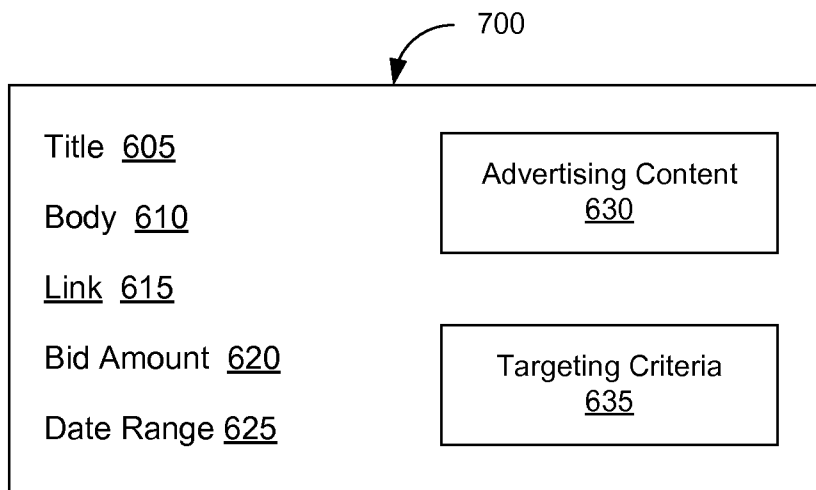 700
Title 605
Body 610
Link 615
Bid Amount 620
Date Range 625
Advertising Content
630
Targeting Criteria
635